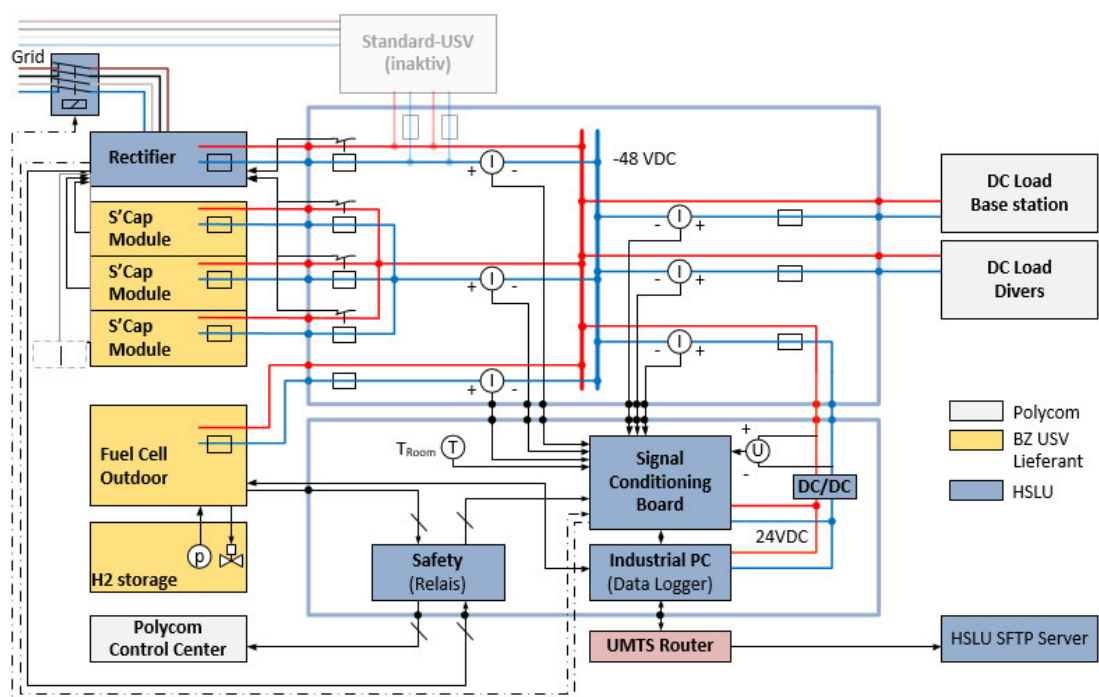 Standard-USV
(inaktiv)
Grid
Rectifier
-48 VDC
+ I -
S'Cap
Module
S'Cap
Module
S'Cap
Module
- I +
DC Load
Base station
+ I -
- I +
DC Load
Divers
- I +
+ I -
Polycom
BZ USV
Lieferant
HSLU
Fuel Cell
Outdoor
TRoom T
Signal
Conditioning
Board
+
U
-
DC/DC
24VDC
p
H2 storage
Safety
(Relais)
Industrial PC
(Data Logger)
Polycom
Control Center
UMTS Router
HSLU SFTP Server